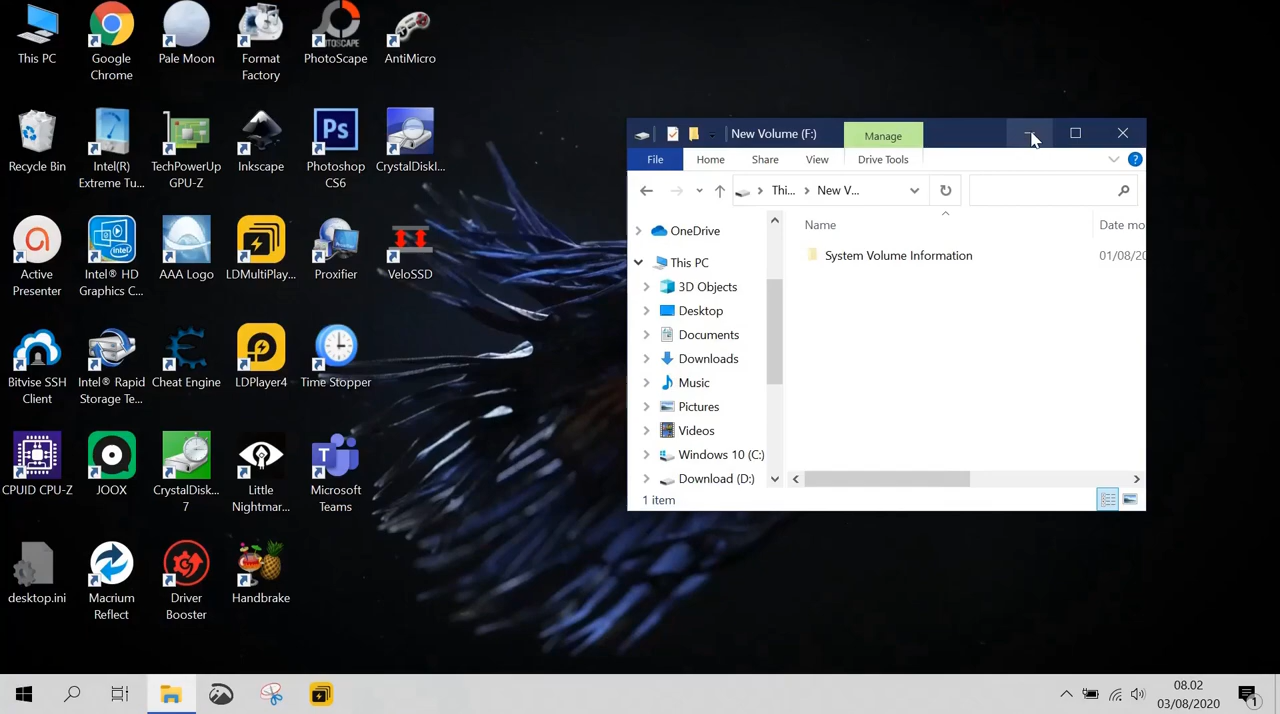 This PC
Google
Chrome
Pale Moon
Format
Factory
PhotoScape
AntiMicro
Recycle Bin
Intel(R)
Extreme Tu...
TechPowerUp
GPU-Z
Inkscape
Ps
Photoshop
CS6
CrystalDiskI...
Active
Presenter
Intel® HD
Graphics C...
AAA Logo
LDMultiPlay...
Proxifier
VeloSSD
Bitvise SSH
Client
Intel® Rapid
Storage Te...
Cheat Engine
LDPlayer4
Time Stopper
CPUID CPU-Z
JOOX
CrystalDisk...
7
Little
Nightmar...
Microsoft
Teams
desktop.ini
Macrium
Reflect
Driver
Booster
Handbrake
New Volume (F:)
Manage
File
Home
Share
View
Drive Tools
Thi...
New V...
Name
Date mo
System Volume Information
01/08/20
OneDrive
This PC
3D Objects
Desktop
Documents
Downloads
Music
Pictures
Videos
Windows 10 (C:)
Download (D:)
1 item
08.02
03/08/2020
1